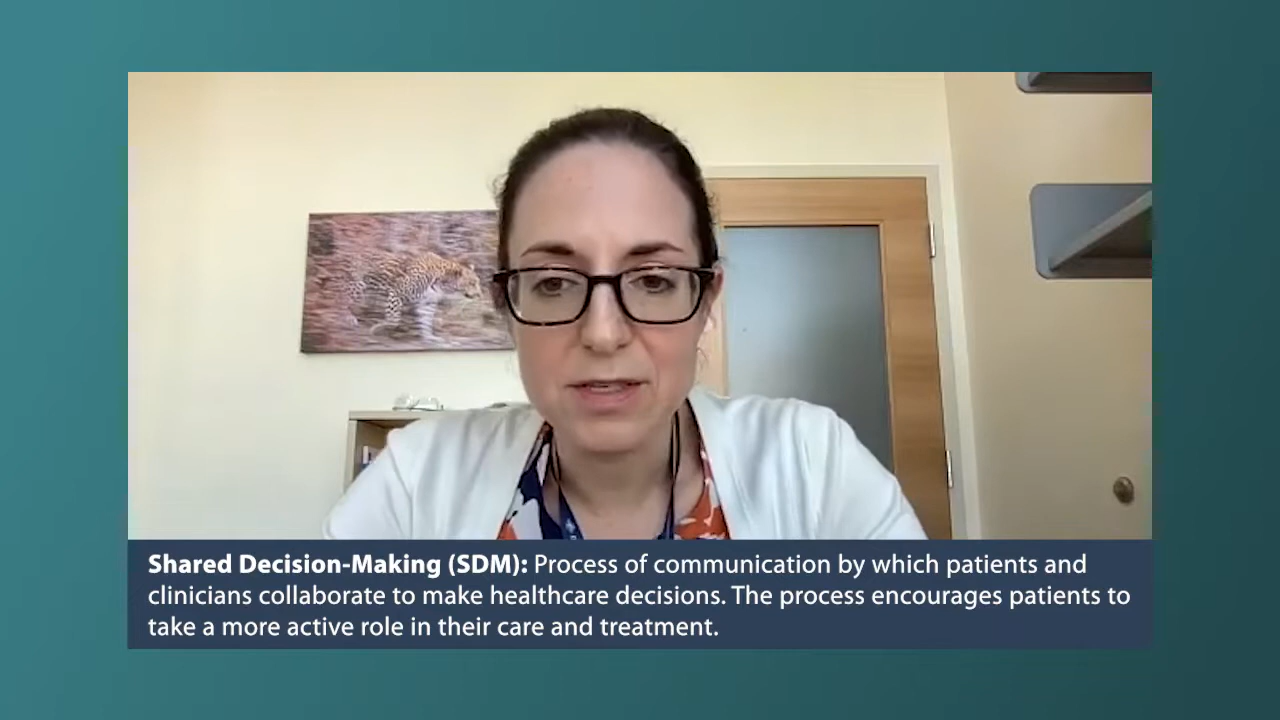 Shared Decision-Making (SDM): Process of communication by which patients and
clinicians collaborate to make healthcare decisions. The process encourages patients to
take a more active role in their care and treatment.